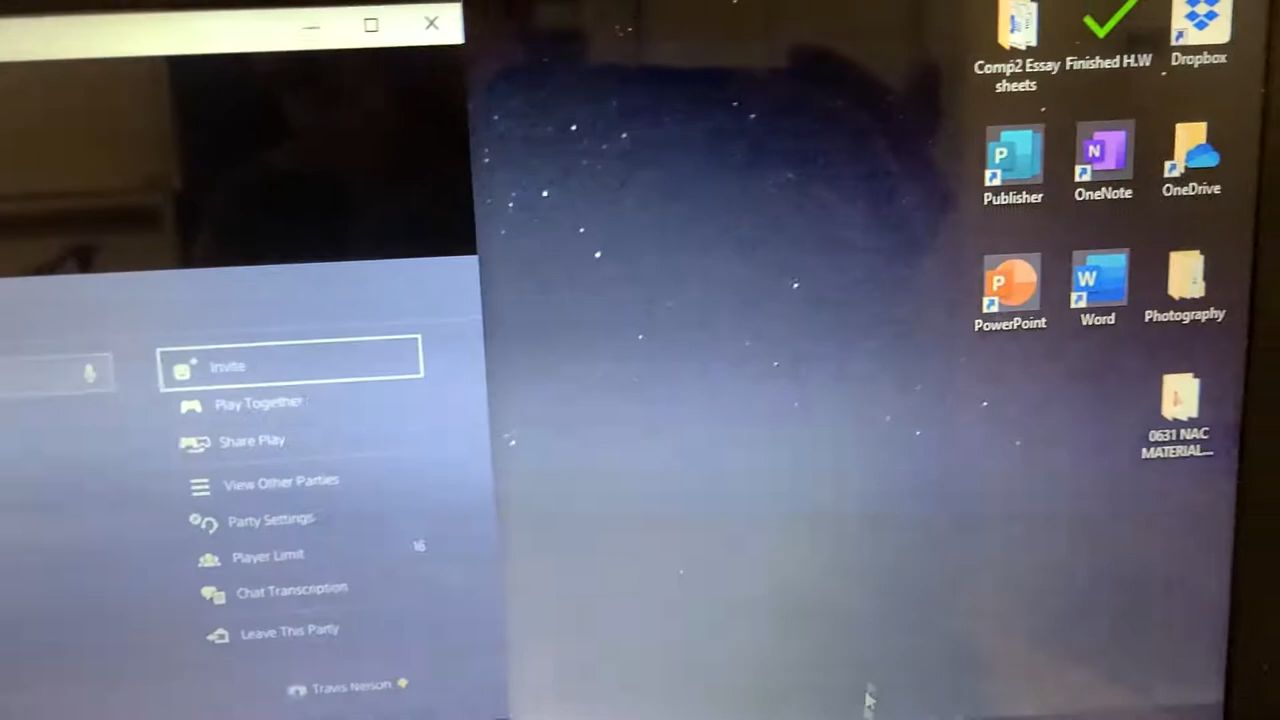 Comp2 Essay
sheets
Finished H.W
Dropbox
Publisher
OneNote
OneDrive
PowerPoint
Word
Photography
0631 NAC
MATERIAL...
Invite
Play Together
Share Play
View Other Parties
Party Settings
Player Limit
16
Chat Transcription
Leave This Party
Travis Nelson